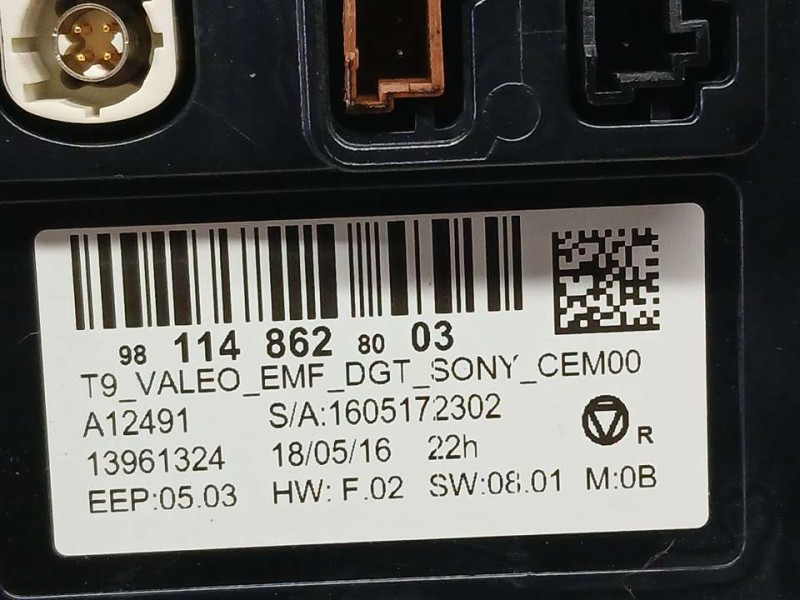 98 114 862 80 03
T9_VALEO_EMF_DGT_SONY_CEM00
A12491 S/A:1605172302
13961324 18/05/16 22h R
EEP:05.03 HW: F.02 SW:08.01 M:0B